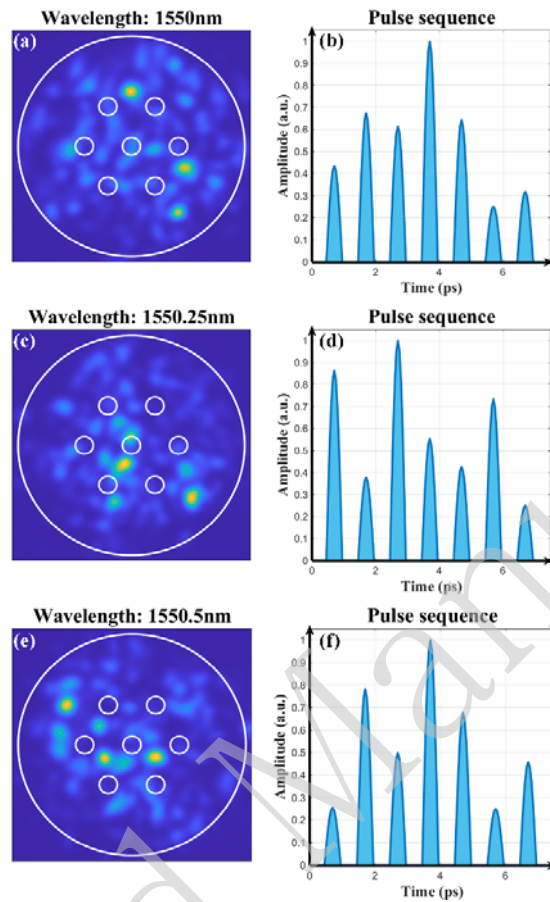 Wavelength: 1550nm
Pulse sequence
(a)
(b)
Amplitude (a.u.)
1
0.9
0.8
0.7
0.6
0.5
0.4
0.3
0.2
0.1
0
0
2
4
6
Time (ps)
Wavelength: 1550.25nm
Pulse sequence
(c)
(d)
Amplitude (a.u.)
1
0.9
0.8
0.7
0.6
0.5
0.4
0.3
0.2
0.1
0
0
2
4
6
Time (ps)
Wavelength: 1550.5nm
Pulse sequence
(e)
(f)
Amplitude (a.u.)
1
0.9
0.8
0.7
0.6
0.5
0.4
0.3
0.2
0.1
0
0
2
4
6
Time (ps)
d Man